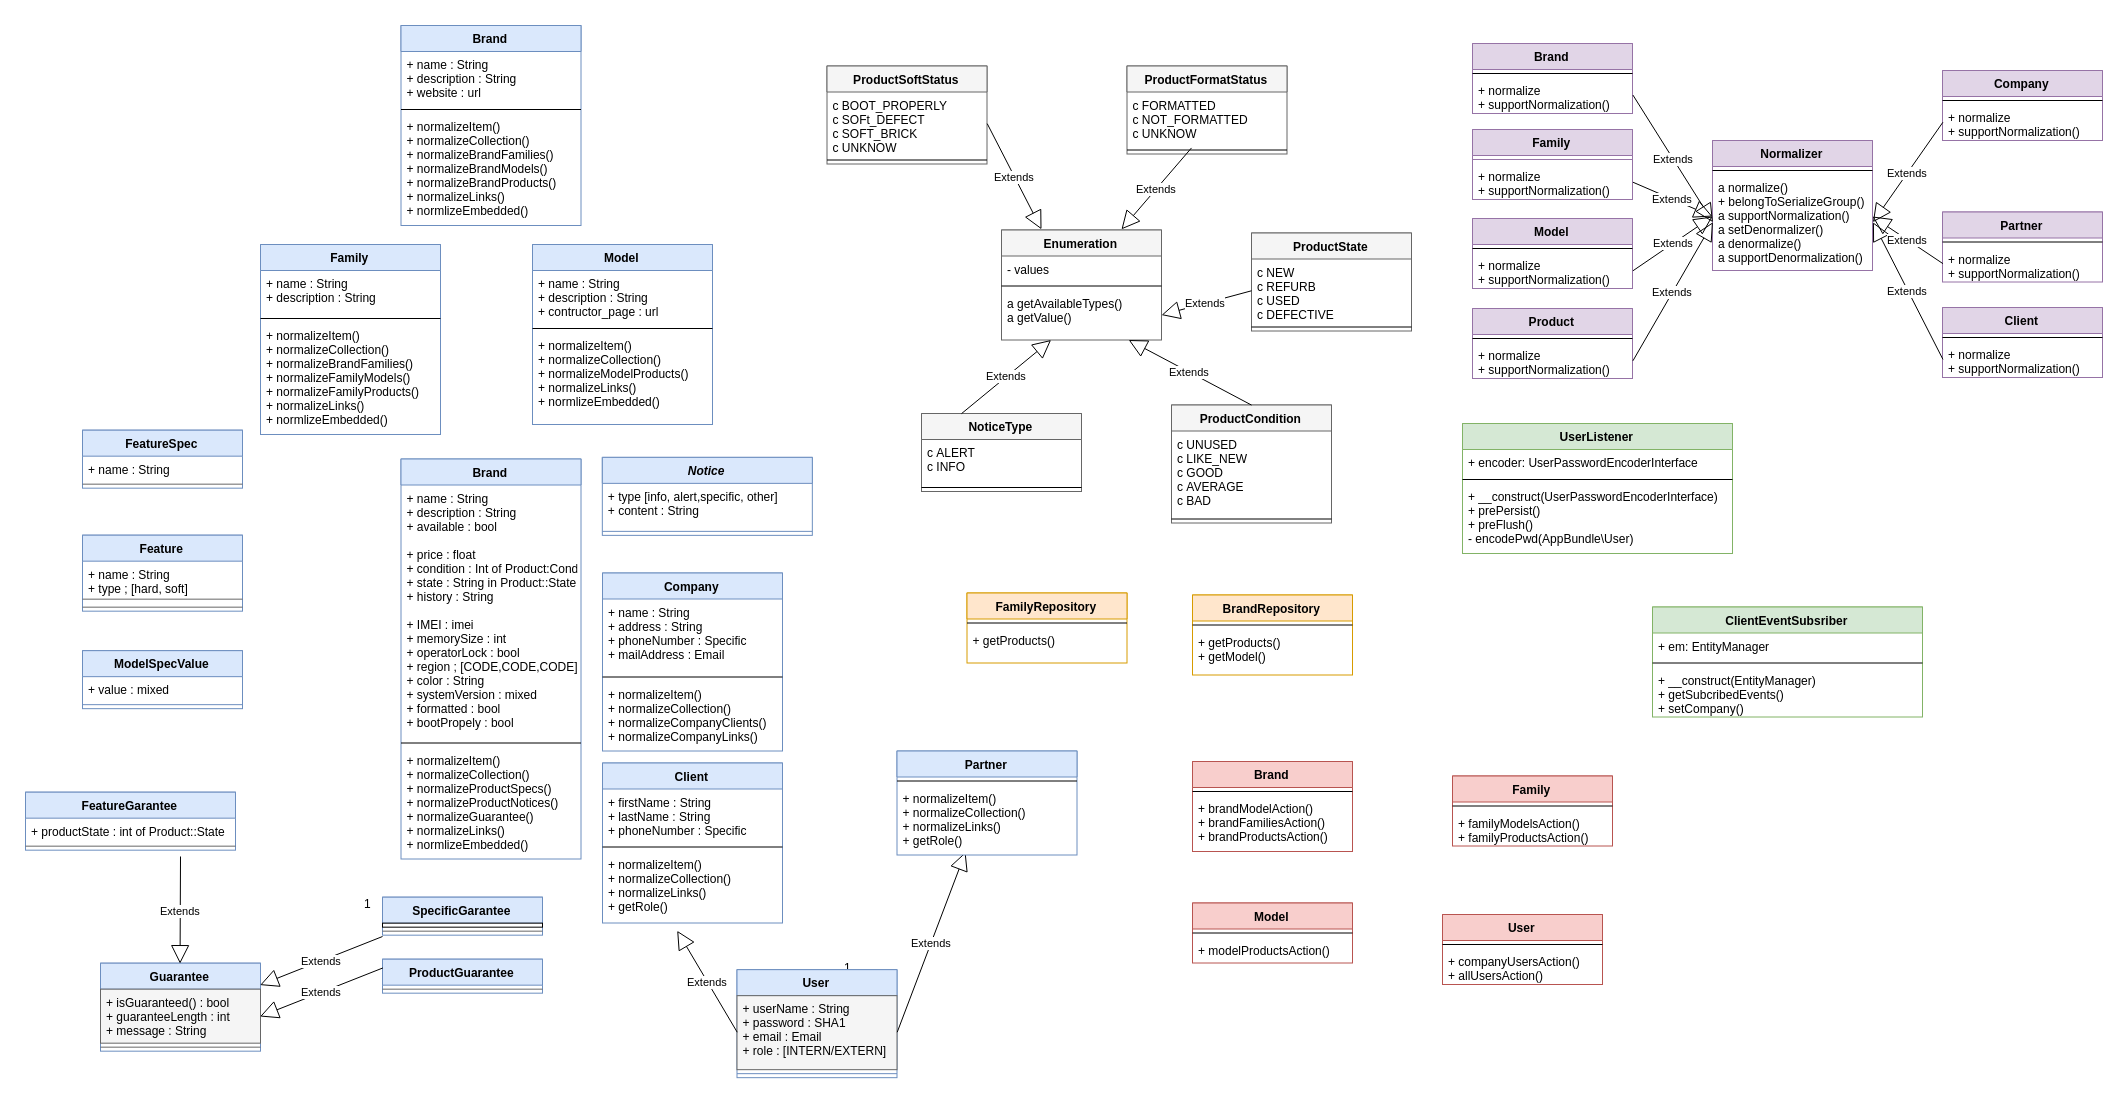 Brand
+ name : String
+ description : String
+ website : url
+ normalizeItem()
+ normalizeCollection()
+ normalizeBrandFamilies()
+ normalizeBrandModels()
+ normalizeBrandProducts()
+ normalizeLinks()
+ normlizeEmbedded()
Family
+ name : String
+ description : String
+ normalizeItem()
+ normalizeCollection()
+ normalizeBrandFamilies()
+ normalizeFamilyModels()
+ normalizeFamilyProducts()
+ normalizeLinks()
+ normlizeEmbedded()
Model
+ name : String
+ description : String
+ contructor_page : url
+ normalizeItem()
+ normalizeCollection()
+ normalizeModelProducts()
+ normalizeLinks()
+ normlizeEmbedded()
FeatureSpec
+ name : String
Feature
+ name : String
+ type ; [hard, soft]
ModelSpecValue
+ value : mixed
Brand
+ name : String
+ description : String
+ available : bool
+ price : float
+ condition : Int of Product:Cond
+ state : String in Product::State
+ history : String
+ IMEI : imei
+ memorySize : int
+ operatorLock : bool
+ region ; [CODE,CODE,CODE]
+ color : String
+ systemVersion : mixed
+ formatted : bool
+ bootPropely : bool
+ normalizeItem()
+ normalizeCollection()
+ normalizeProductSpecs()
+ normalizeProductNotices()
+ normalizeGuarantee()
+ normalizeLinks()
+ normlizeEmbedded()
Notice
+ type [info, alert,specific, other]
+ content : String
Company
+ name : String
+ address : String
+ phoneNumber : Specific
+ mailAddress : Email
+ normalizeItem()
+ normalizeCollection()
+ normalizeCompanyClients()
+ normalizeCompanyLinks()
Client
+ firstName : String
+ lastName : String
+ phoneNumber : Specific
+ normalizeItem()
+ normalizeCollection()
+ normalizeLinks()
+ getRole()
Partner
+ normalizeItem()
+ normalizeCollection()
+ normalizeLinks()
+ getRole()
Extends
Extends
1
User
+ userName : String
+ password : SHA1
+ email : Email
+ role : [INTERN/EXTERN]
FeatureGarantee
+ productState : int of Product::State
Extends
1
SpecificGarantee
Extends
ProductGuarantee
Extends
Guarantee
+ isGuaranteed() : bool
+ guaranteeLength : int
+ message : String
ProductSoftStatus
c BOOT_PROPERLY
c SOFt_DEFECT
c SOFT_BRICK
c UNKNOW
Extends
ProductFormatStatus
c FORMATTED
c NOT_FORMATTED
c UNKNOW
Extends
Enumeration
- values
a getAvailableTypes()
a getValue()
ProductState
c NEW
c REFURB
c USED
c DEFECTIVE
Extends
Extends
Extends
NoticeType
c ALERT
c INFO
ProductCondition
c UNUSED
c LIKE_NEW
c GOOD
c AVERAGE
c BAD
Brand
+ normalize
+ supportNormalization()
Family
+ normalize
+ supportNormalization()
Model
+ normalize
+ supportNormalization()
Product
+ normalize
+ supportNormalization()
Extends
Extends
Extends
Extends
Normalizer
a normalize()
+ belongToSerializeGroup()
a supportNormalization()
a setDenormalizer()
a denormalize()
a supportDenormalization()
Extends
Extends
Extends
Company
+ normalize
+ supportNormalization()
Partner
+ normalize
+ supportNormalization()
Client
+ normalize
+ supportNormalization()
UserListener
+ encoder: UserPasswordEncoderInterface
+ __construct(UserPasswordEncoderInterface)
+ prePersist()
+ preFlush()
- encodePwd(AppBundle\User)
ClientEventSubsriber
+ em: EntityManager
+ __construct(EntityManager)
+ getSubcribedEvents()
+ setCompany()
FamilyRepository
+ getProducts()
BrandRepository
+ getProducts()
+ getModel()
Brand
+ brandModelAction()
+ brandFamiliesAction()
+ brandProductsAction()
Family
+ familyModelsAction()
+ familyProductsAction()
Model
+ modelProductsAction()
User
+ companyUsersAction()
+ allUsersAction()